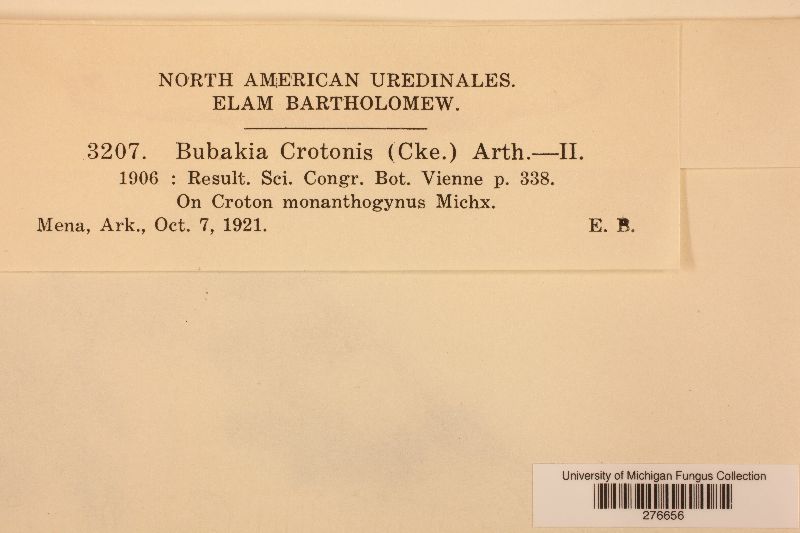 NORTH AMERICAN UREDINALES.
ELAM BARTHOLOMEW.
3207. Bubakia Crotonis (Cke.) Arth.—II.
1906 : Result. Sci. Congr. Bot. Vienne p. 338.
On Croton monanthogynus Michx.
Mena, Ark., Oct. 7, 1921. E. B.
University of Michigan Fungus Collection
276656